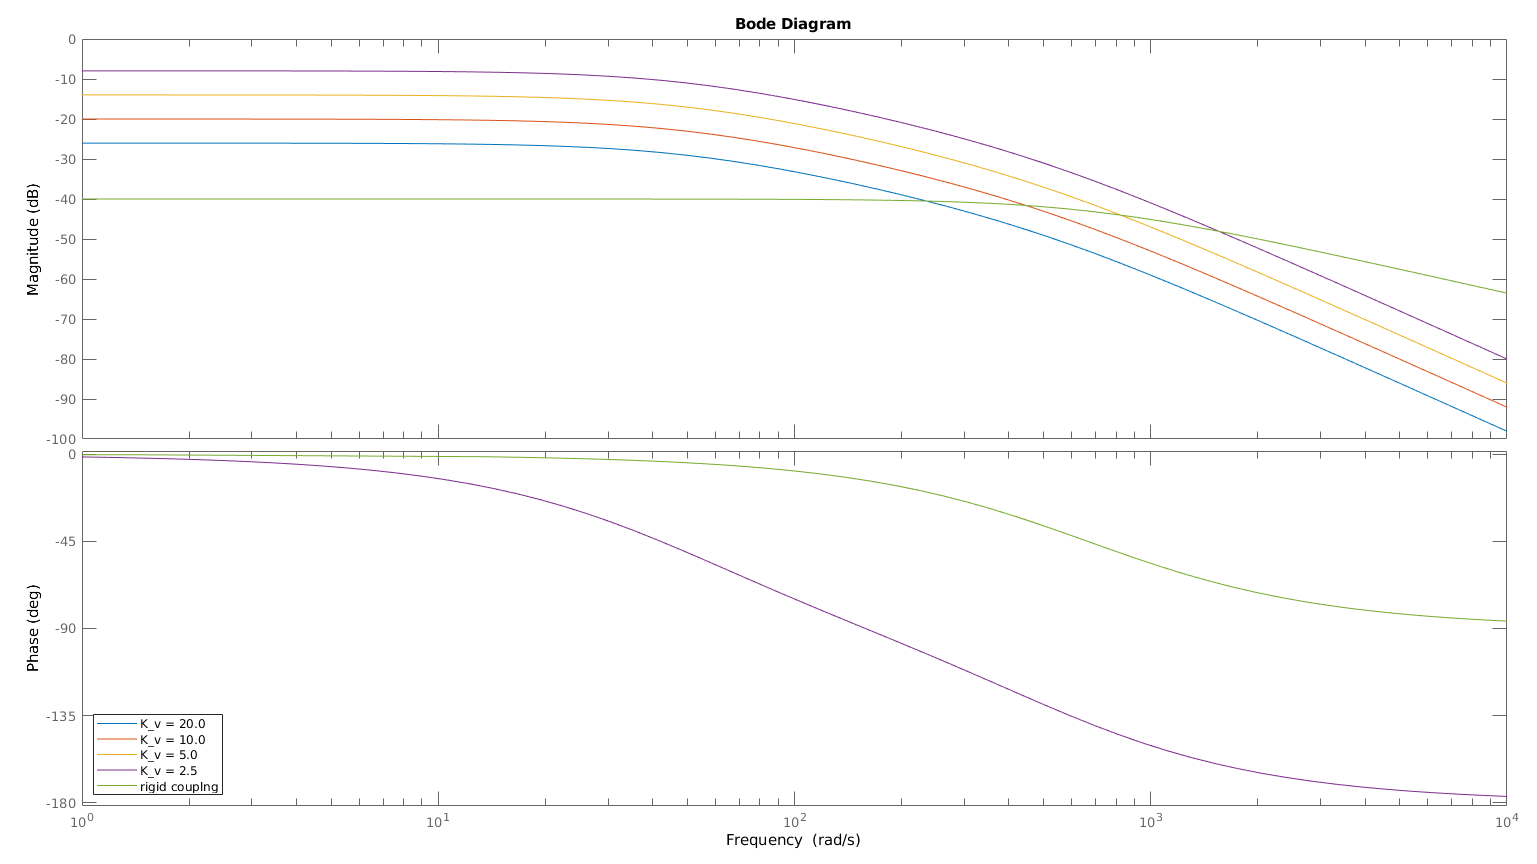 Bode Diagram
0
-10
-20
-30
-40
-50
-60
-70
-80
-90
-100
Magnitude (dB)
0
-45
-90
-135
-180
Phase (deg)
K_v = 20.0
K_v = 10.0
K_v = 5.0
K_v = 2.5
rigid couplng
10^0 10^1 10^2 10^3 10^4
Frequency (rad/s)